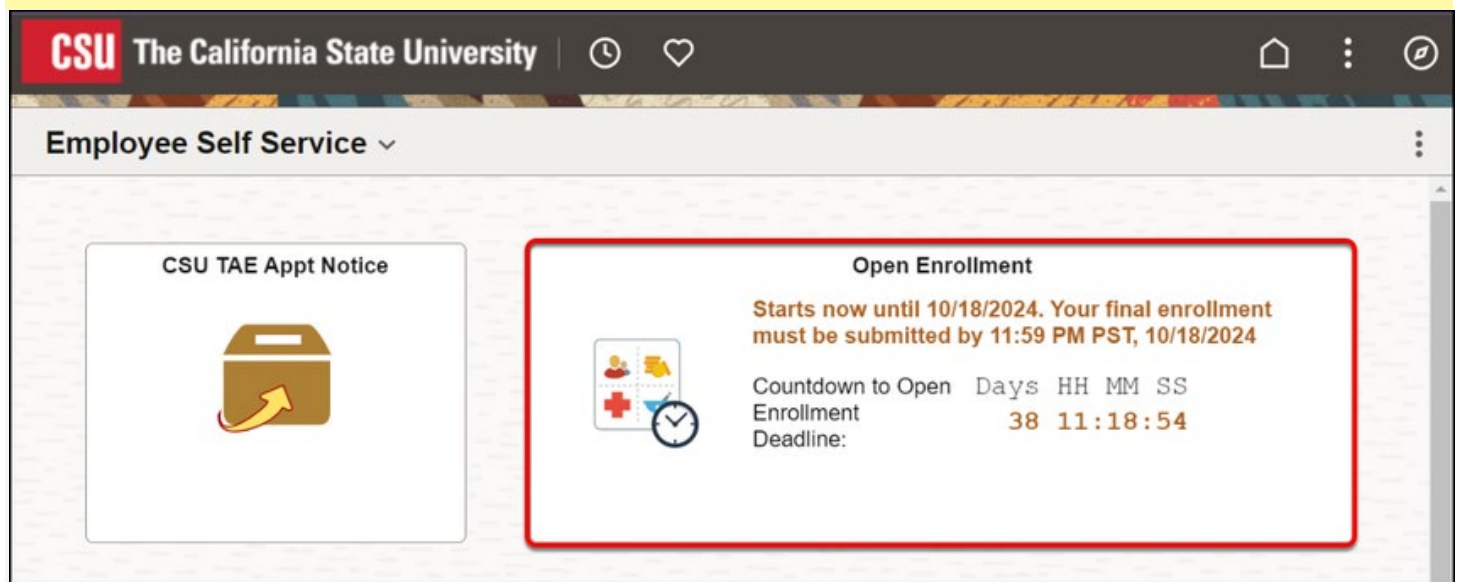 CSU The California State University
Employee Self Service
CSU TAE Appt Notice
Open Enrollment
Starts now until 10/18/2024. Your final enrollment
must be submitted by 11:59 PM PST, 10/18/2024
Countdown to Open Days HH MM SS
Enrollment 38 11:18:54
Deadline: